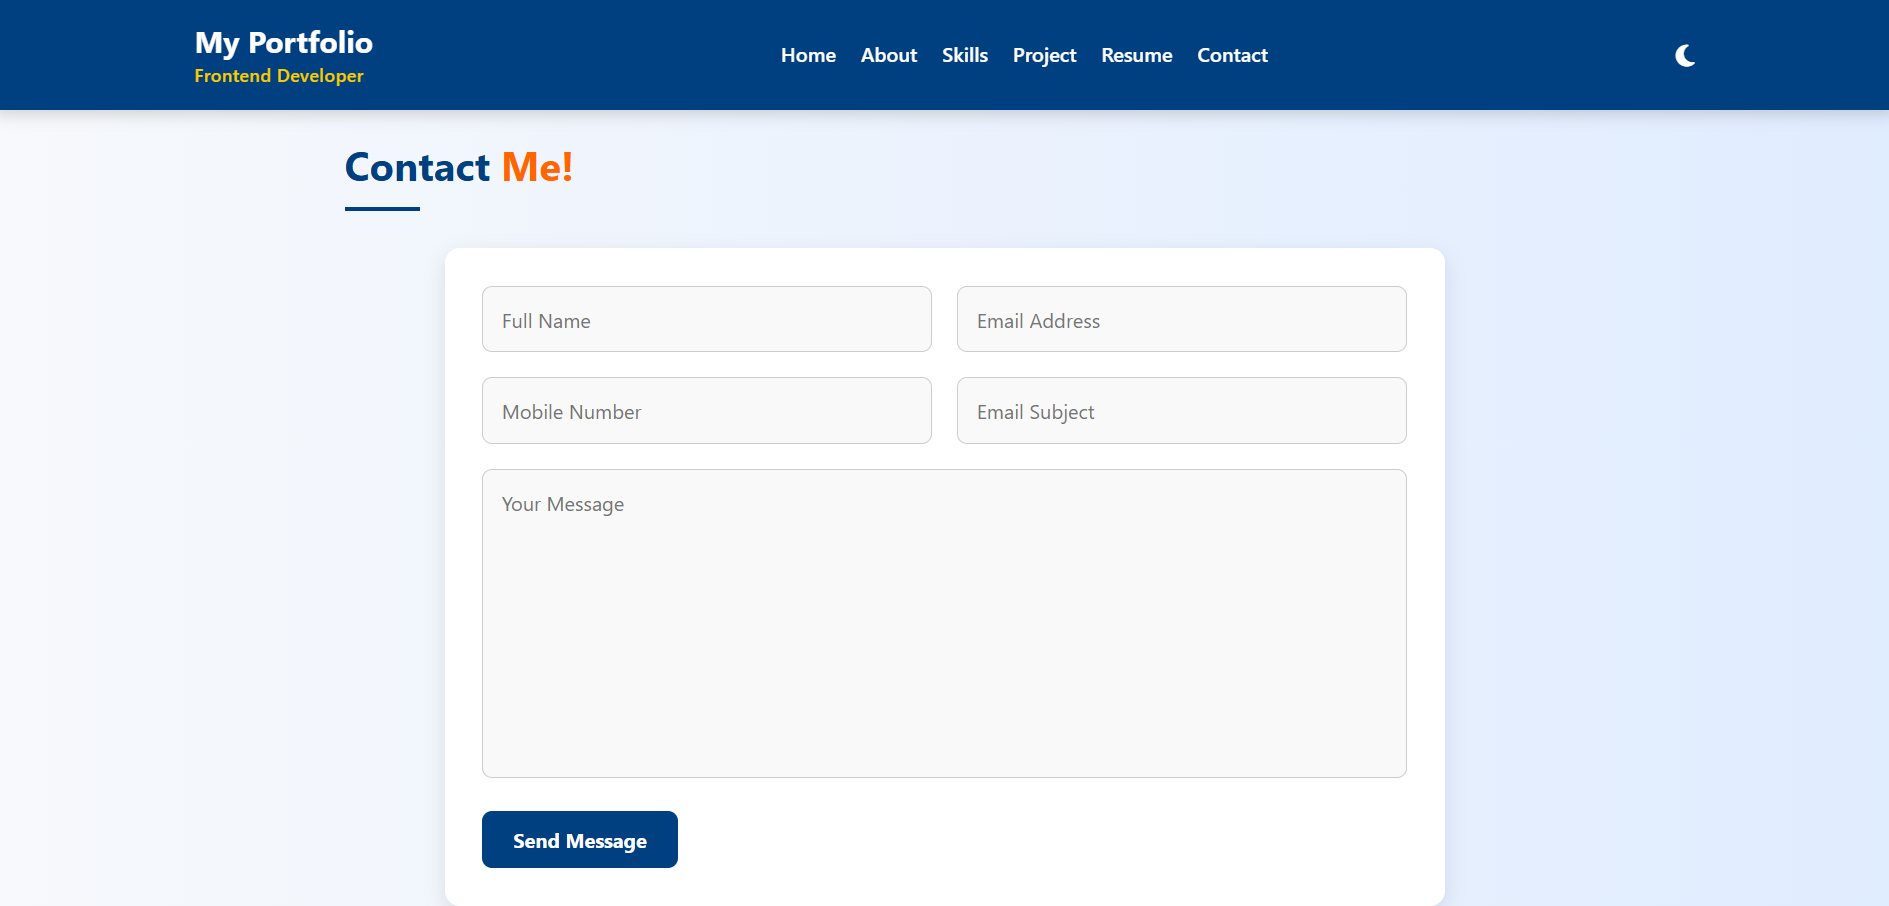 My Portfolio
Frontend Developer
Home About Skills Project Resume Contact
Contact Me!
Full Name
Email Address
Mobile Number
Email Subject
Your Message
Send Message